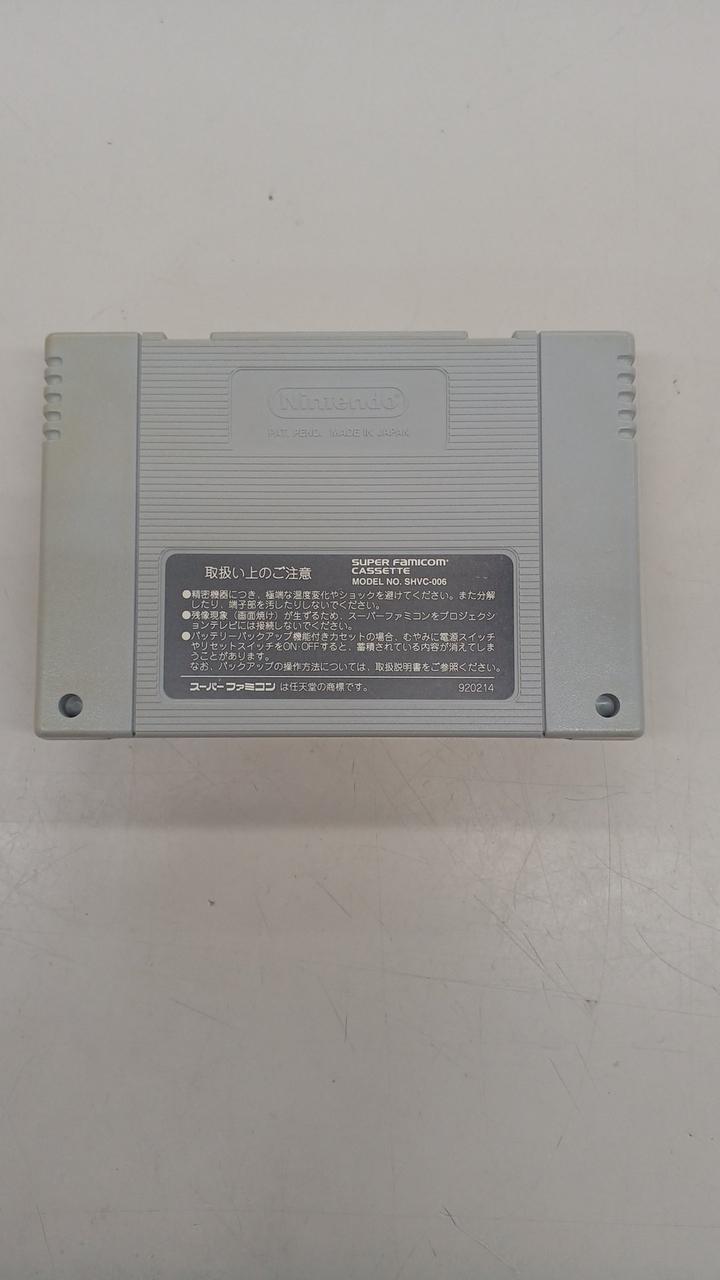 Nintendo
PAT. PEND. MADE IN JAPAN
取扱い上のご注意
SUPER FAMICOM
CASSETTE
MODEL NO. SHVC-006
●精密機器につき、極端な温度変化やショックを避けてください。また分解
したり、端子部を汚したりしないでください。
●残像現象(画面焼け)が生ずるため、スーパーファミコンをプロジェクシ
ョンテレビには接続しないでください。
●バッテリーバックアップ機能付きカセットの場合、むやみに電源スイッチ
やリセットスイッチをON・OFFすると、蓄積されている内容が消えてしま
うことがあります。
なお、バックアップの操作方法については、取扱説明書をご参照ください。
スーパーファミコン は任天堂の商標です。
920214